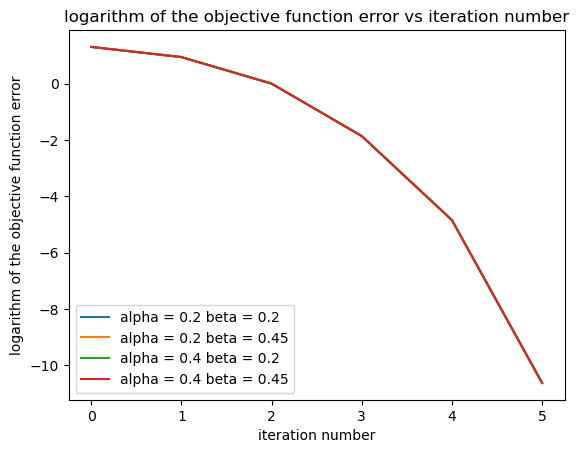 logarithm of the objective function error vs iteration number
logarithm of the objective function error
0
−2
−4
−6
−8
−10
alpha = 0.2 beta = 0.2
alpha = 0.2 beta = 0.45
alpha = 0.4 beta = 0.2
alpha = 0.4 beta = 0.45
0 1 2 3 4 5
iteration number